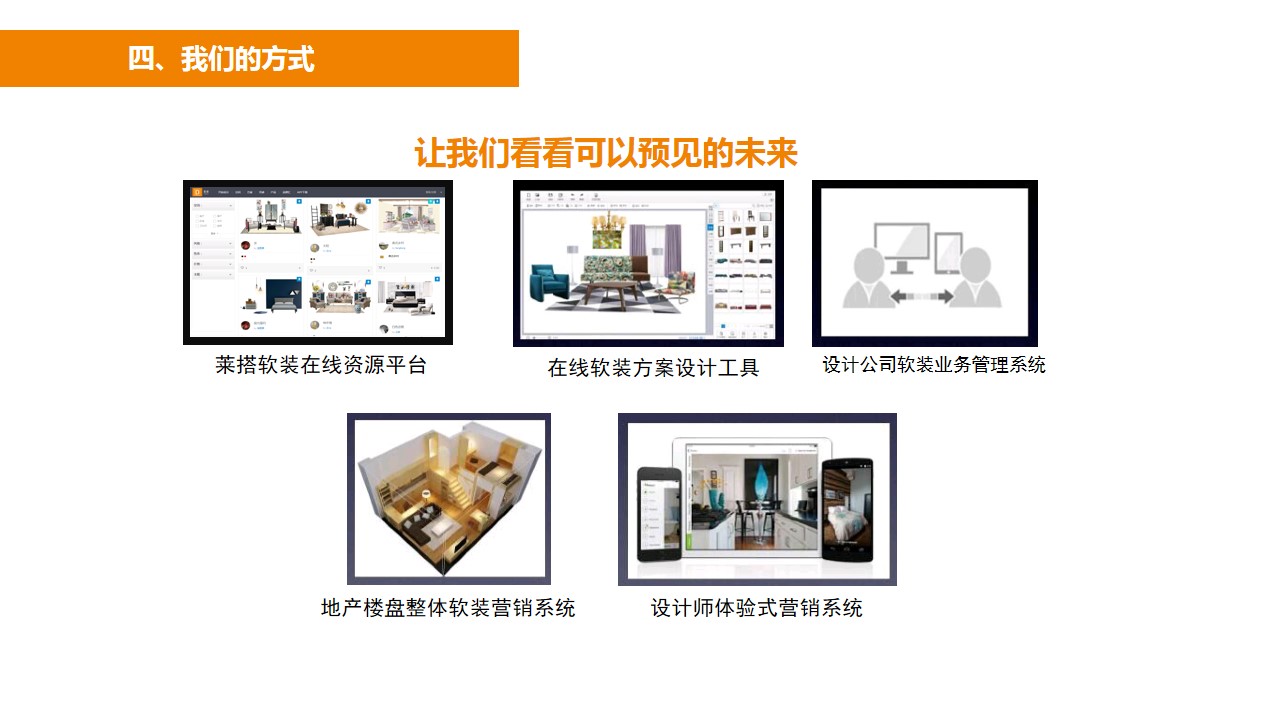 四、我们的方式
让我们看看可以预见的未来
莱搭软装在线资源平台
在线软装方案设计工具
设计公司软装业务管理系统
地产楼盘整体软装营销系统
设计师体验式营销系统